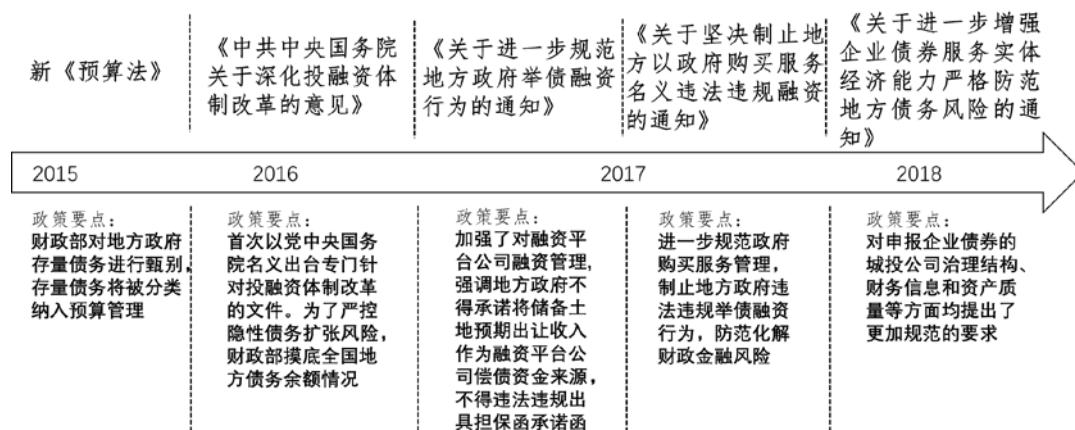 新《预算法》
《中共中央国务院
关于深化投融资体
制改革的意见》
《关于进一步规范
地方政府举债融资
行为的通知》
《关于坚决制止地
方以政府购买服务
名义违法违规融资
的通知》
《关于进一步增强
企业债券服务实体
经济能力严格防范
地方债务风险的通
知》
2015
2016
2017
2018
政策要点：
财政部对地方政府
存量债务进行甄别，
存量债务将被分类
纳入预算管理
政策要点：
首次以党中央国务
院名义出台专门针
对投融资体制改革
的文件。为了严控
隐性债务扩张风险，
财政部摸底全国地
方债务余额情况
政策要点：
加强了对融资平
台公司融资管理，
强调地方政府不
得承诺将储备土
地预期出让收入
作为融资平台公
司偿债资金来源，
不得违法违规出
具担保函承诺函
政策要点：
进一步规范政府
购买服务管理，
制止地方政府违
法违规举债融资
行为，防范化解
财政金融风险
政策要点：
对申报企业债券的
城投公司治理结构、
财务信息和资产质
量等方面均提出了
更加规范的要求